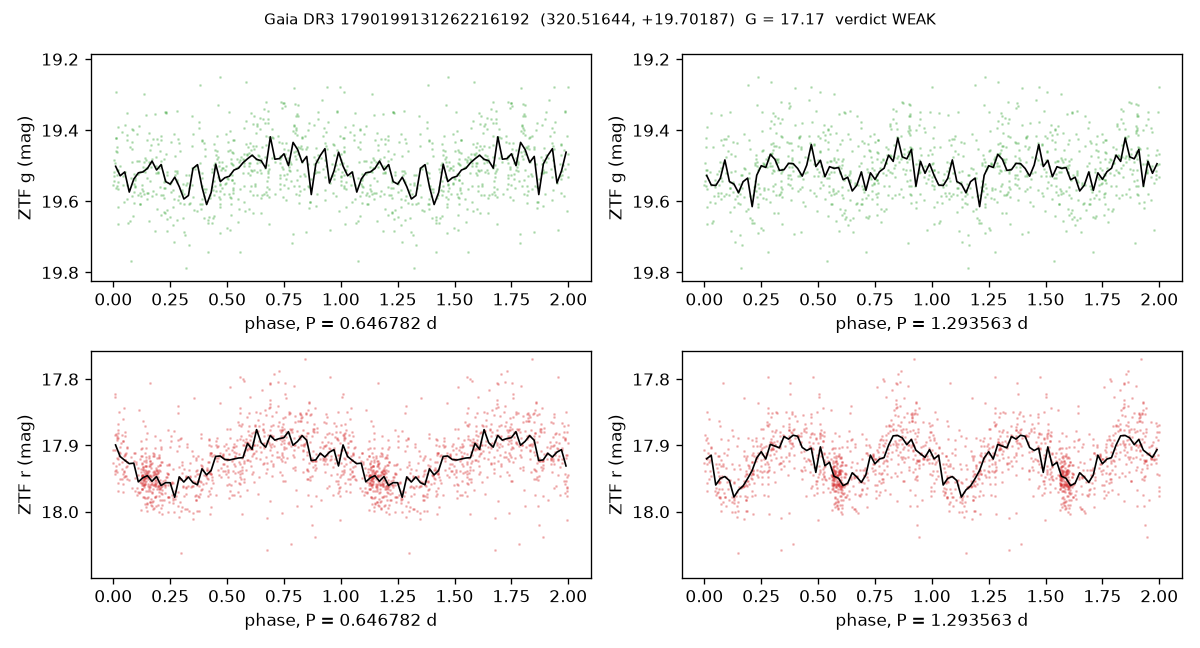 Gaia DR3 1790199131262216192  (320.51644, +19.70187)  G = 17.17  verdict WEAK
ZTF g (mag)
19.2
19.4
19.6
19.8
0.00 0.25 0.50 0.75 1.00 1.25 1.50 1.75 2.00
phase, P = 0.646782 d
ZTF g (mag)
19.2
19.4
19.6
19.8
0.00 0.25 0.50 0.75 1.00 1.25 1.50 1.75 2.00
phase, P = 1.293563 d
ZTF r (mag)
17.8
17.9
18.0
0.00 0.25 0.50 0.75 1.00 1.25 1.50 1.75 2.00
phase, P = 0.646782 d
ZTF r (mag)
17.8
17.9
18.0
0.00 0.25 0.50 0.75 1.00 1.25 1.50 1.75 2.00
phase, P = 1.293563 d